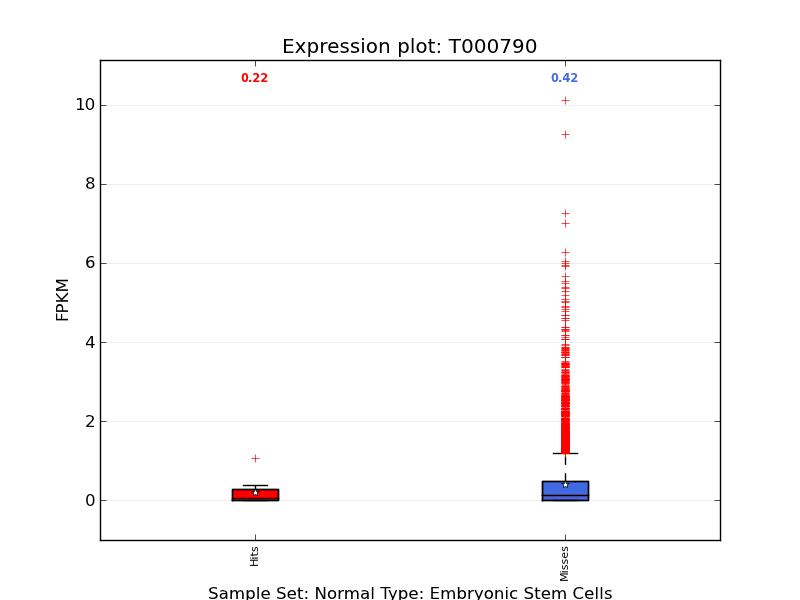 Expression plot: T000790
0.22
0.42
10
8
6
4
2
0
FPKM
Hits
Misses
Sample Set: Normal Type: Embryonic Stem Cells